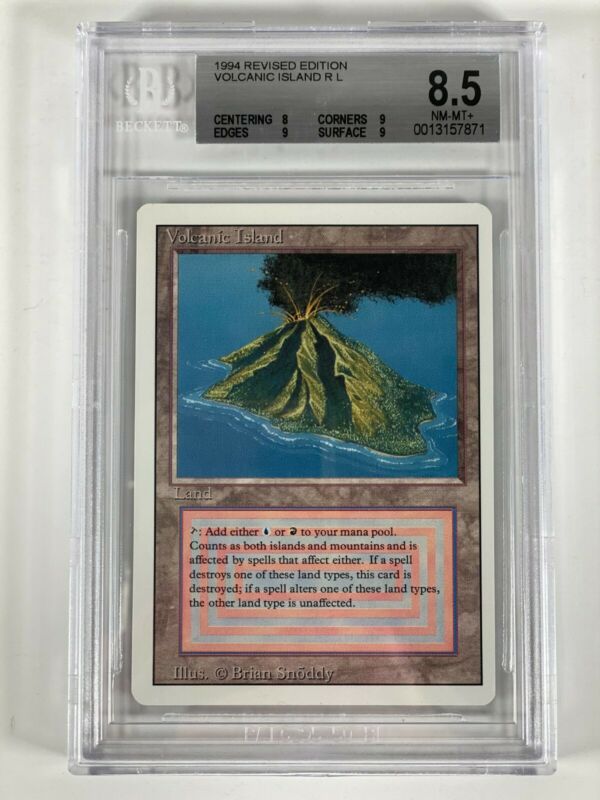 1994 REVISED EDITION
VOLCANIC ISLAND R L
8.5
NM-MT+
CENTERING 8 CORNERS 9
EDGES 9 SURFACE 9
0013157871
B
BECKETT®
Volcanic Island
Land
: Add either or to your mana pool.
Counts as both islands and mountains and is
affected by spells that affect either. If a spell
destroys one of these land types, this card is
destroyed; if a spell alters one of these land types,
the other land type is unaffected.
Illus. © Brian Snõddy